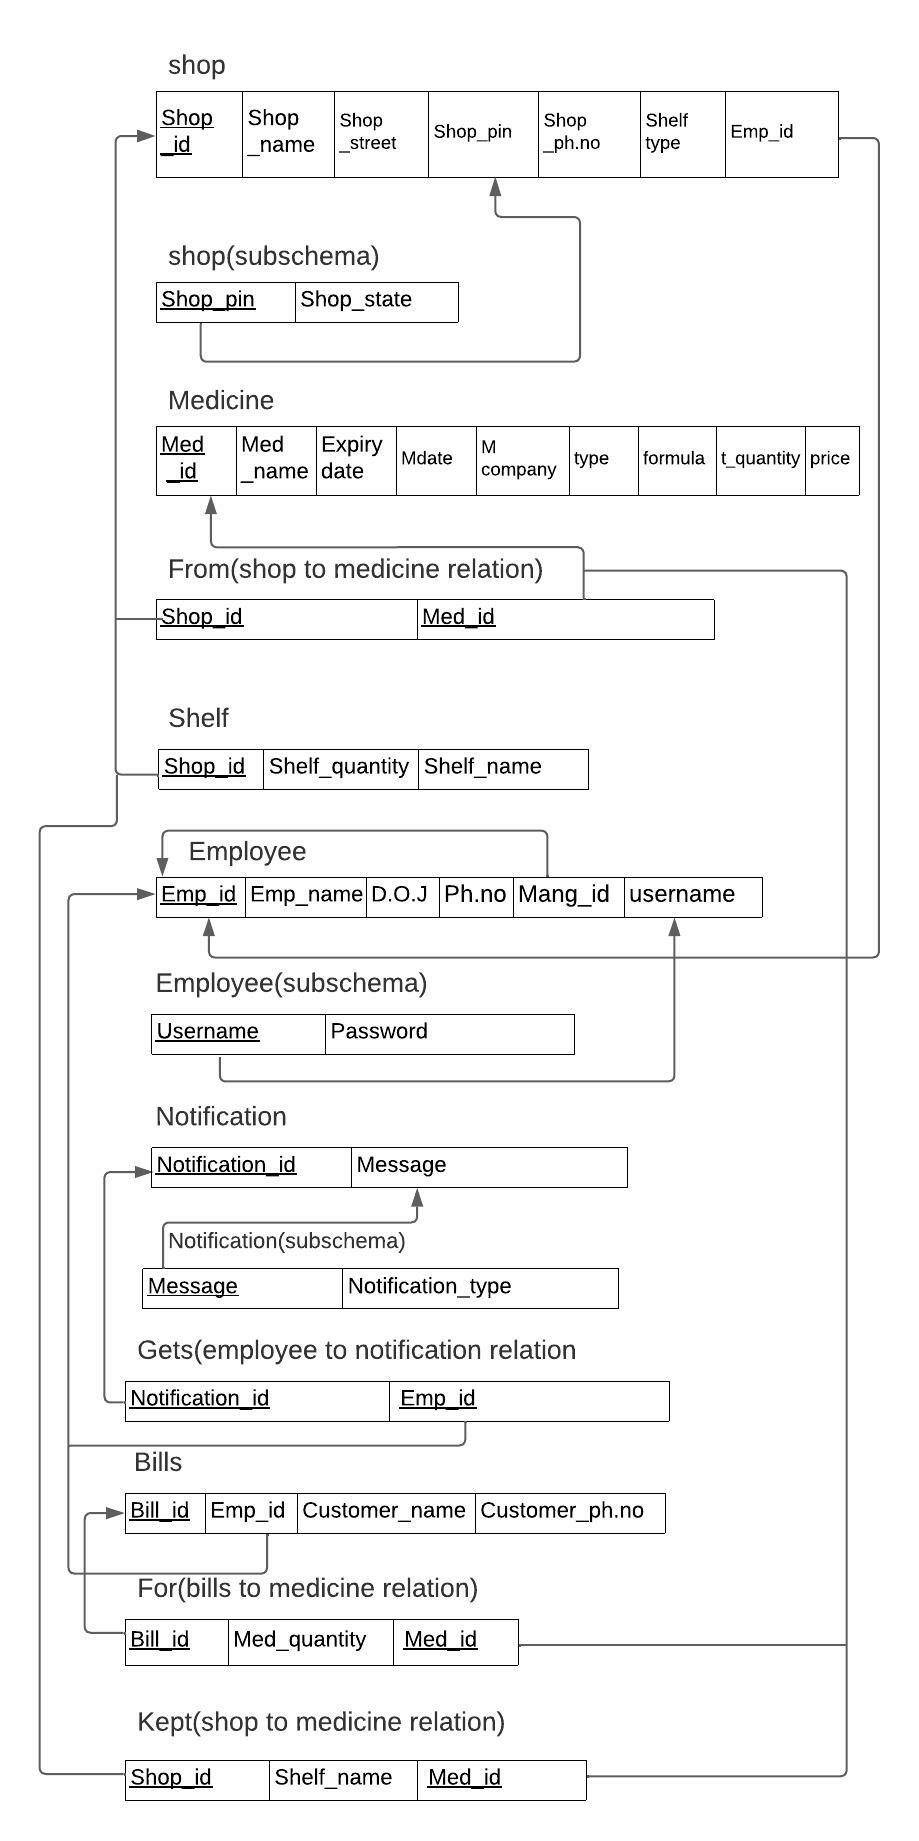 shop
Shop _id Shop _name Shop _street Shop_pin Shop _ph.no Shelf type Emp_id
shop(subschema)
Shop_pin Shop_state
Medicine
Med _id Med _name Expiry date Mdate M company type formula t_quantity price
From(shop to medicine relation)
Shop_id Med_id
Shelf
Shop_id Shelf_quantity Shelf_name
Employee
Emp_id Emp_name D.O.J Ph.no Mang_id username
Employee(subschema)
Username Password
Notification
Notification_id Message
Notification(subschema)
Message Notification_type
Gets(employee to notification relation
Notification_id Emp_id
Bills
Bill_id Emp_id Customer_name Customer_ph.no
For(bills to medicine relation)
Bill_id Med_quantity Med_id
Kept(shop to medicine relation)
Shop_id Shelf_name Med_id